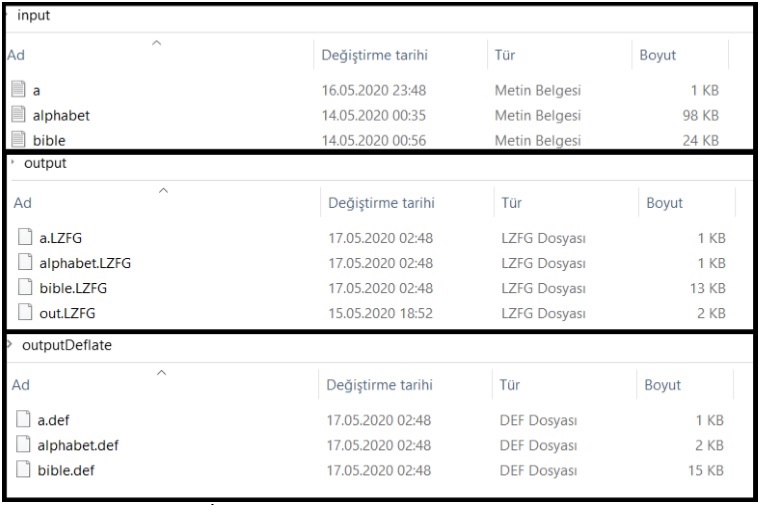 input
Ad Değiştirme tarihi Tür Boyut
a 16.05.2020 23:48 Metin Belgesi 1 KB
alphabet 14.05.2020 00:35 Metin Belgesi 98 KB
bible 14.05.2020 00:56 Metin Belgesi 24 KB
output
Ad Değiştirme tarihi Tür Boyut
a.LZFG 17.05.2020 02:48 LZFG Dosyası 1 KB
alphabet.LZFG 17.05.2020 02:48 LZFG Dosyası 1 KB
bible.LZFG 17.05.2020 02:48 LZFG Dosyası 13 KB
out.LZFG 15.05.2020 18:52 LZFG Dosyası 2 KB
outputDeflate
Ad Değiştirme tarihi Tür Boyut
a.def 17.05.2020 02:48 DEF Dosyası 1 KB
alphabet.def 17.05.2020 02:48 DEF Dosyası 2 KB
bible.def 17.05.2020 02:48 DEF Dosyası 15 KB